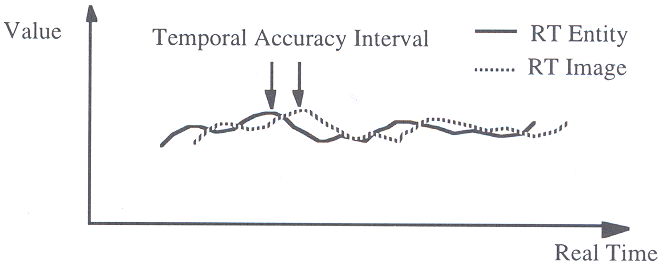 Value
Temporal Accuracy Interval
RT Entity
RT Image
Real Time